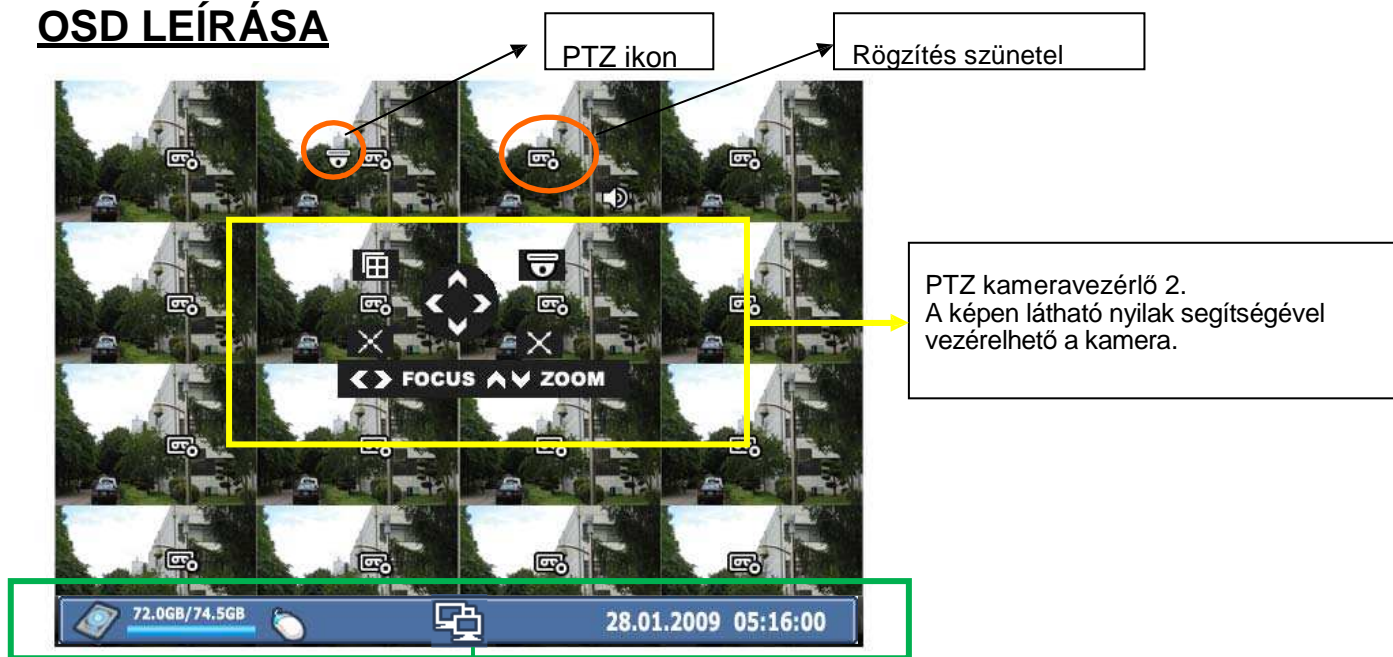 OSD LEÍRÁSA
PTZ ikon
Rögzítés szünetel
PTZ kameravezérlő 2.
A képen látható nyilak segítségével
vezérelhető a kamera.
FOCUS ZOOM
72.0GB/74.5GB
28.01.2009 05:16:00